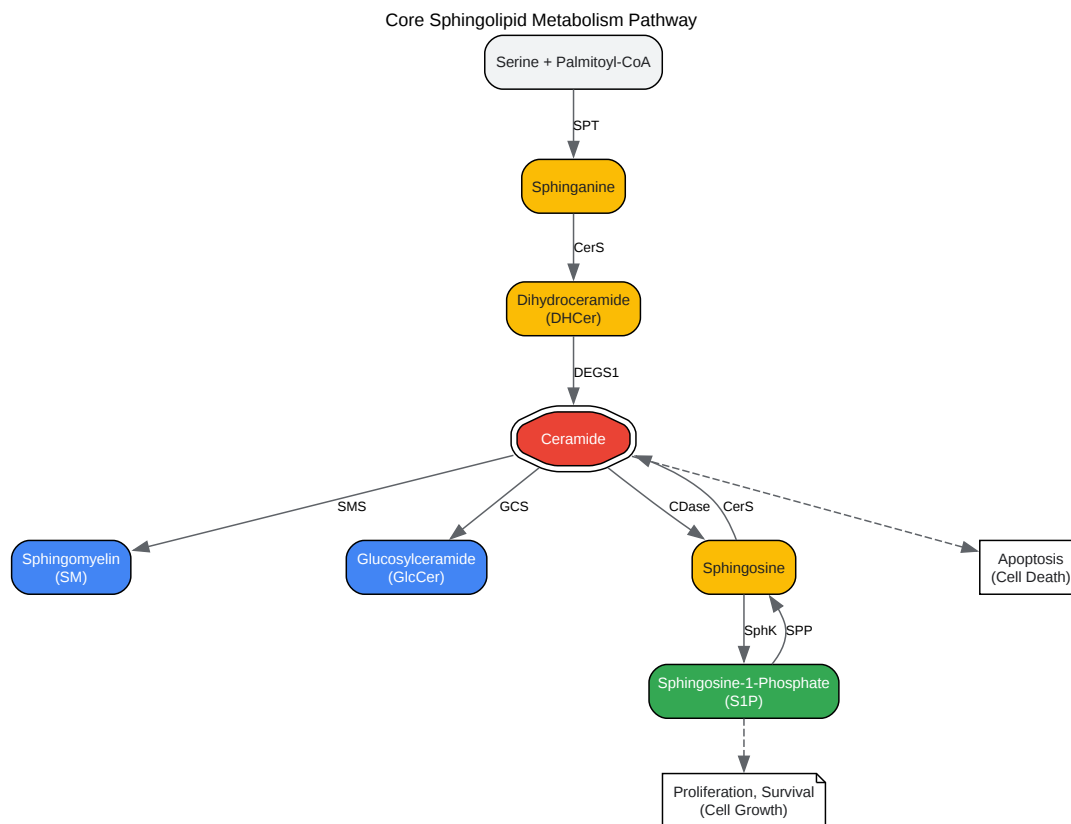 Core Sphingolipid Metabolism Pathway
Serine + Palmitoyl-CoA
SPT
Sphinganine
CerS
Dihydroceramide
(DHCer)
DEGS1
Ceramide
SMS
GCS
CDase
CerS
Sphingomyelin
(SM)
Glucosylceramide
(GlcCer)
Sphingosine
Apoptosis
(Cell Death)
SphK
SPP
Sphingosine-1-Phosphate
(S1P)
Proliferation, Survival
(Cell Growth)